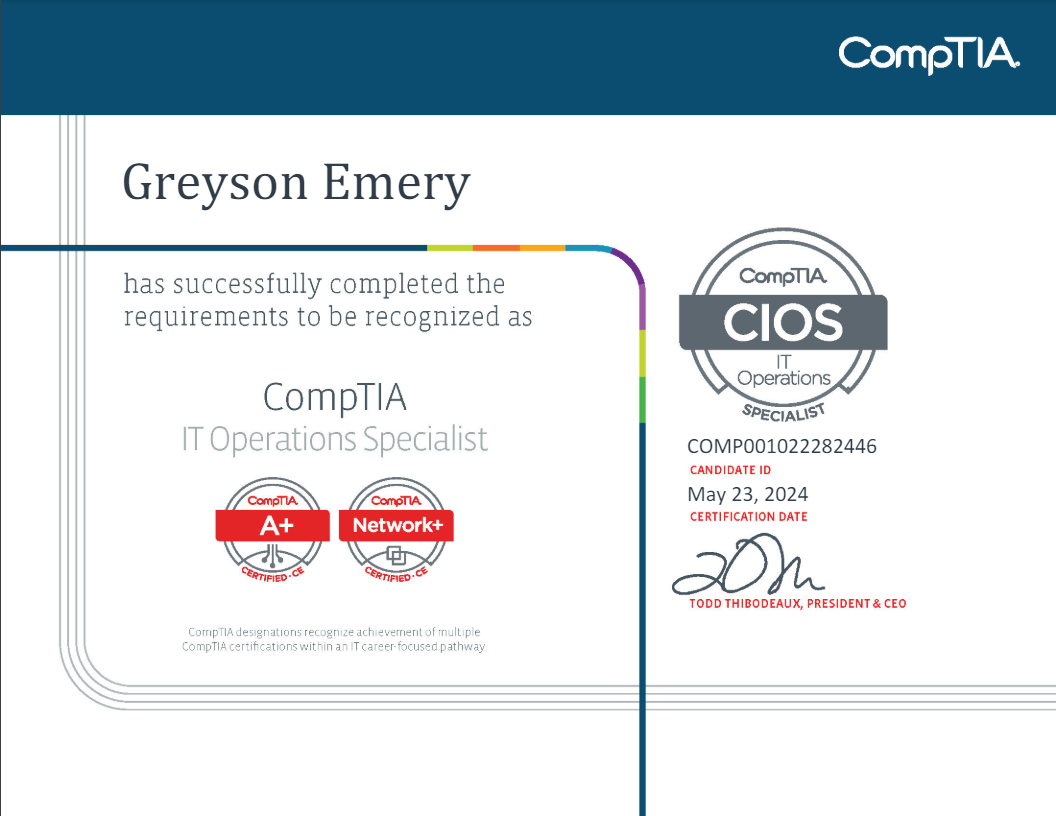 CompTIA.
Greyson Emery
has successfully completed the
requirements to be recognized as
CompTIA
IT Operations Specialist
CompTIA
A+
CERTIFIED·CE
CompTIA
Network+
CERTIFIED·CE
CompTIA designations recognize achievement of multiple
CompTIA certifications within an IT career-focused pathway.
CompTIA
CIOS
IT
Operations
SPECIALIST
COMP001022282446
CANDIDATE ID
May 23, 2024
CERTIFICATION DATE
TODD THIBODEAUX, PRESIDENT & CEO